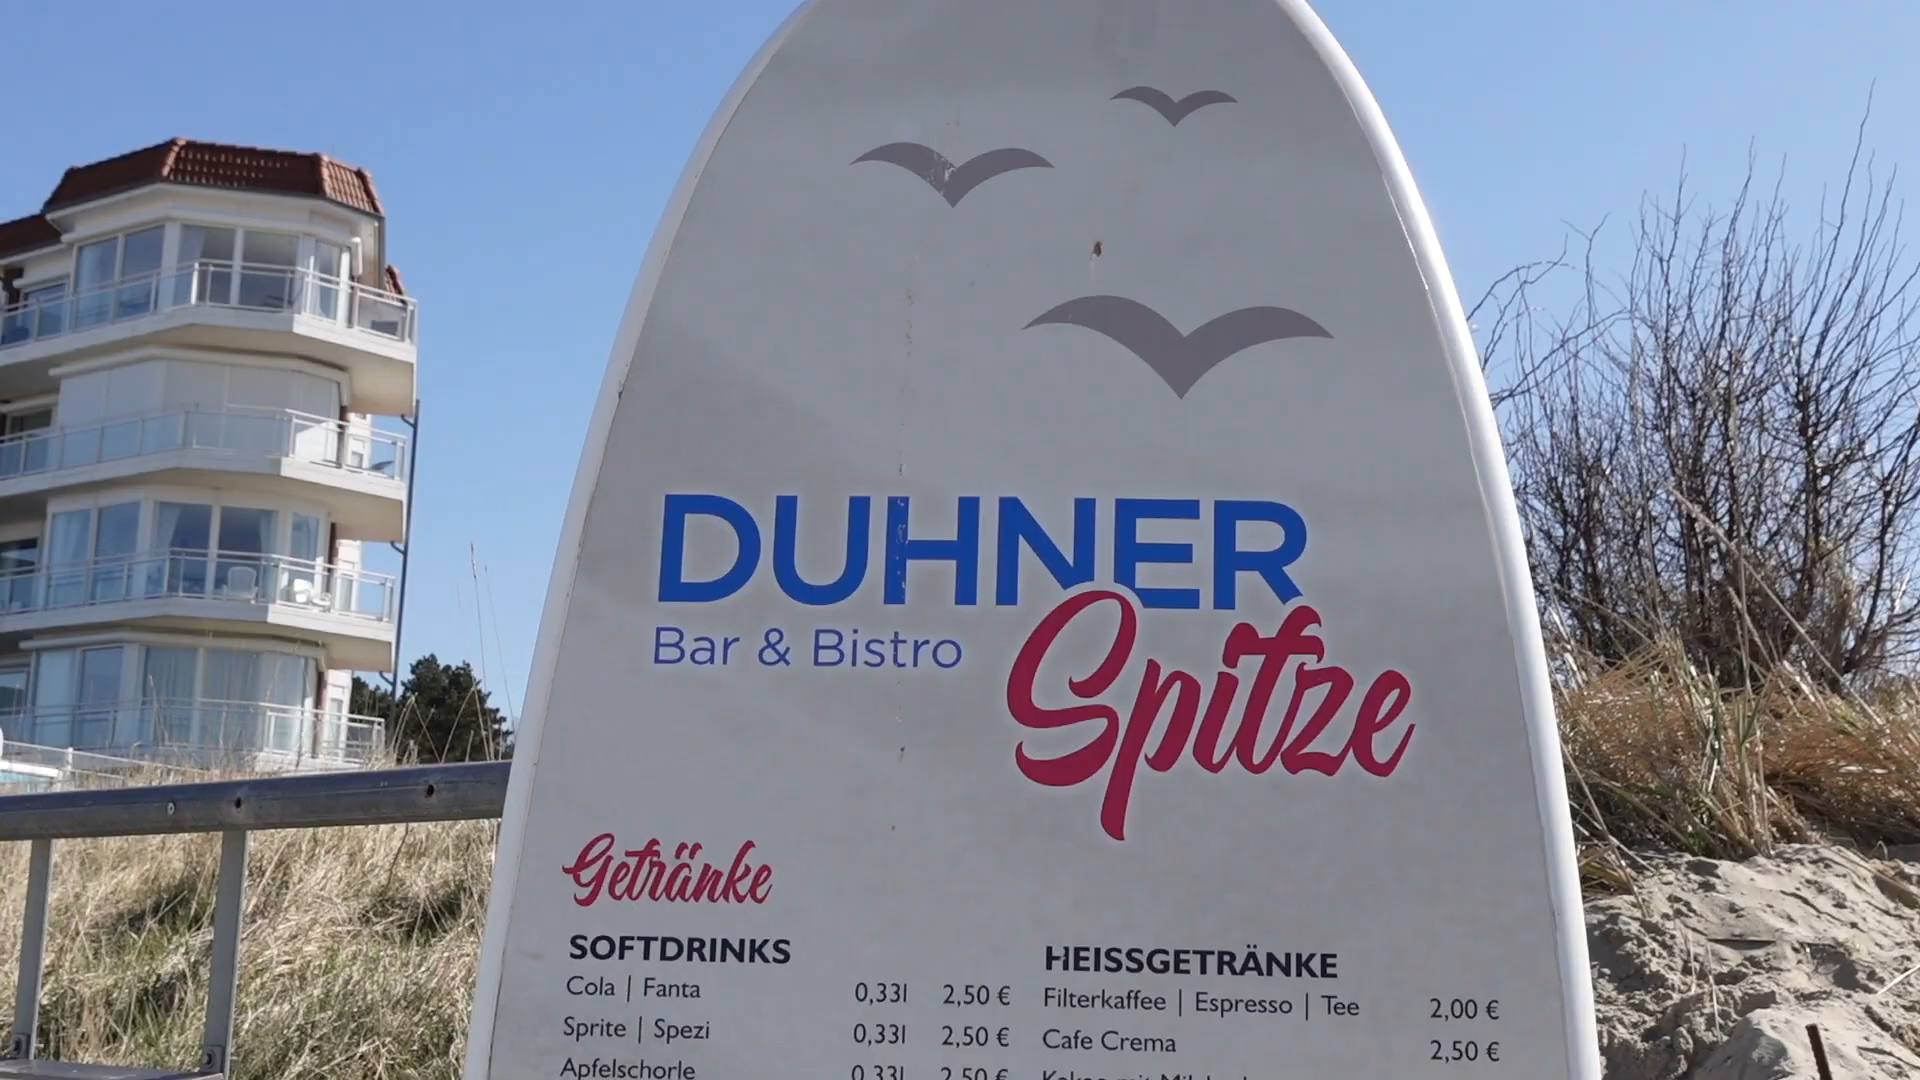 DUHNER
Bar & Bistro
Spitze
Getränke
SOFTDRINKS
Cola | Fanta 0,33l 2,50 €
Sprite | Spezi 0,33l 2,50 €
Apfelschorle 0,33l 2,50 €
HEISSGETRÄNKE
Filterkaffee | Espresso | Tee 2,00 €
Cafe Crema 2,50 €